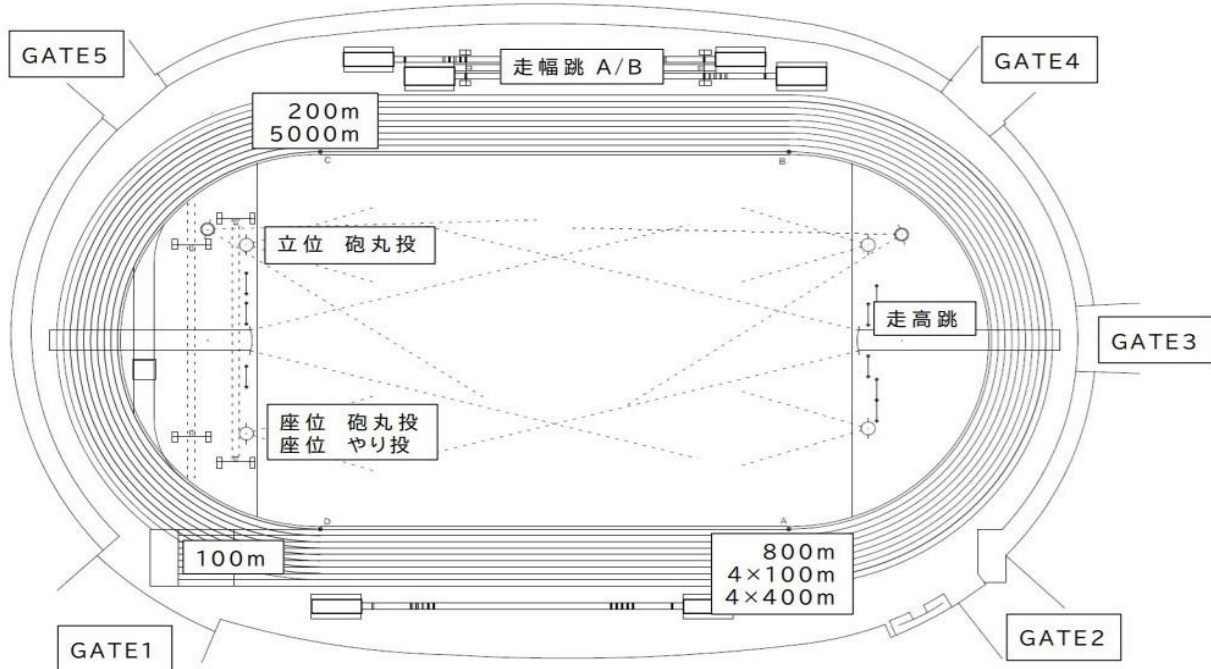 GATE5
走幅跳 A/B
GATE4
200m
5000m
C
B
立位 砲丸投
走高跳
GATE3
座位 砲丸投
座位 やり投
D
A
100m
800m
4×100m
4×400m
GATE1
GATE2